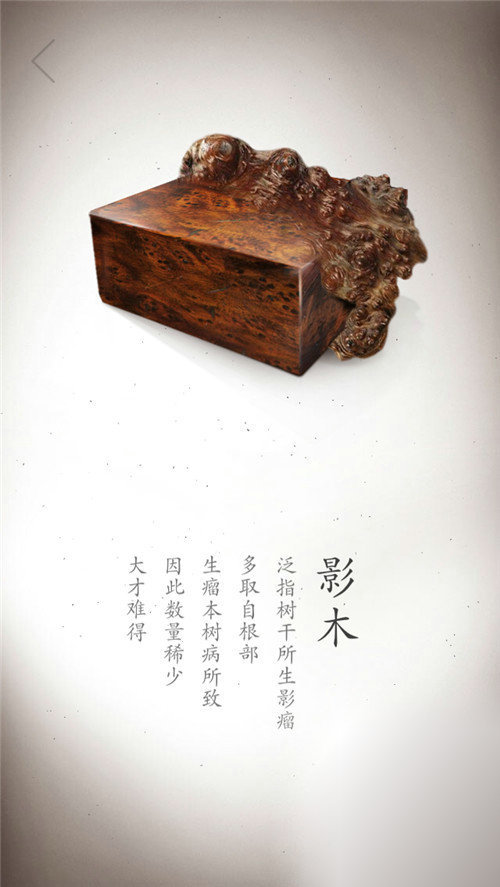 影木
泛指树干所生影瘤
多取自根部
生瘤本树病所致
因此数量稀少
大才难得